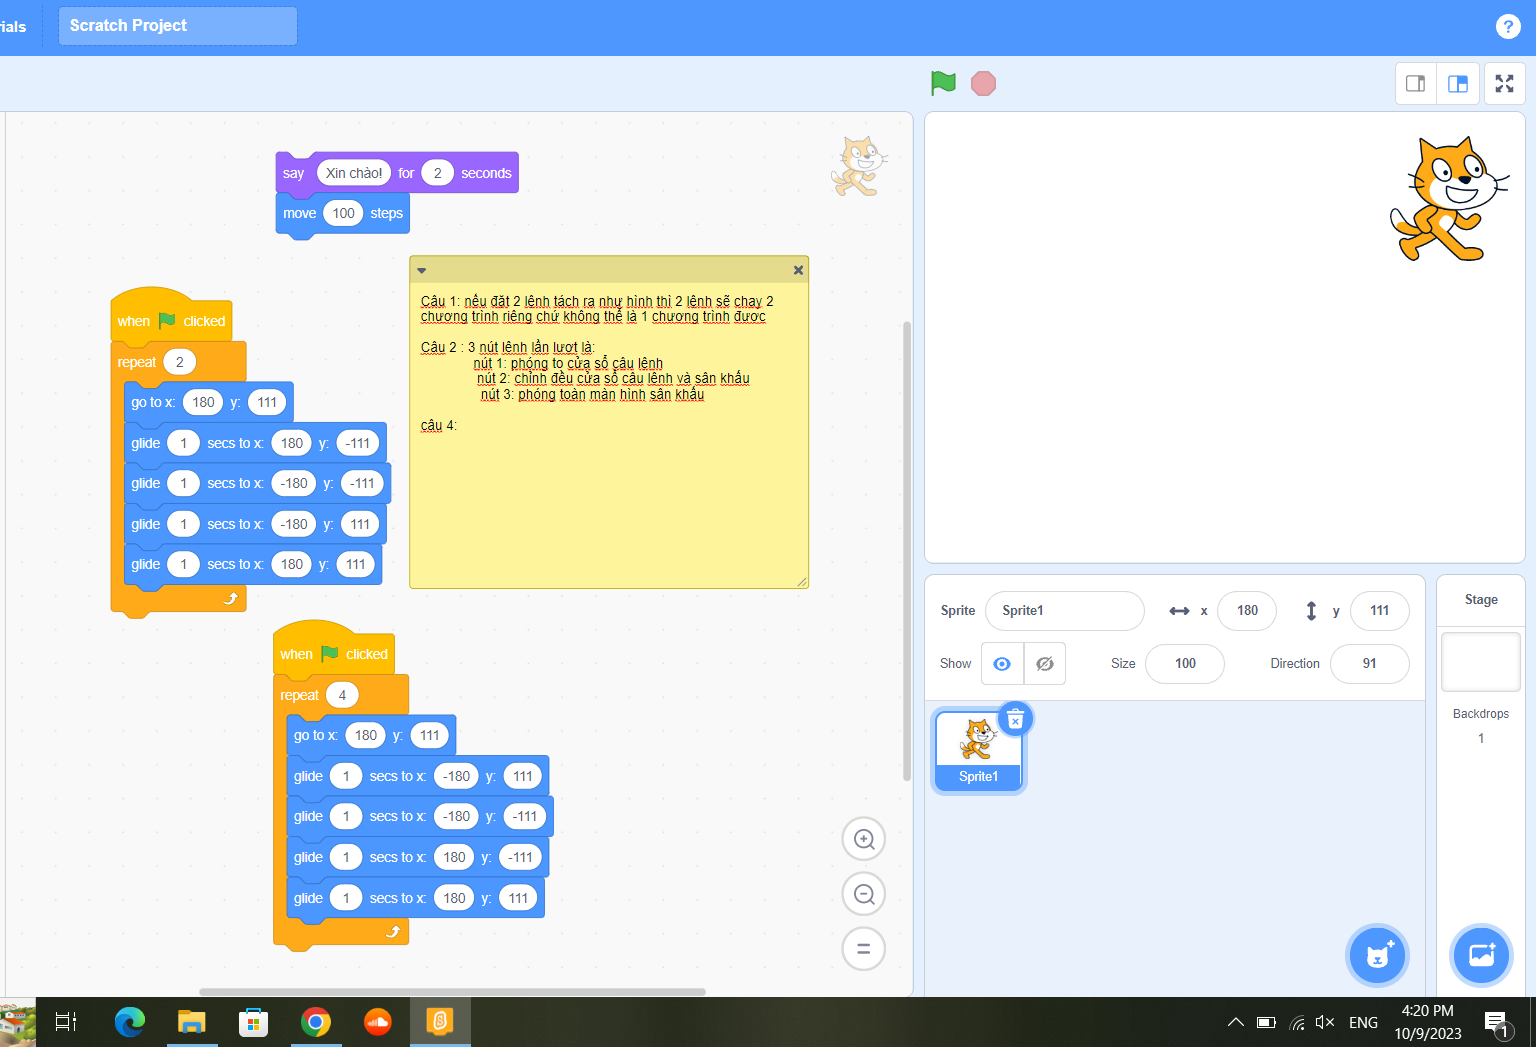 rials
Scratch Project
?
say Xin chào! for 2 seconds
move 100 steps
when clicked
repeat 2
go to x: 180 y: 111
glide 1 secs to x: 180 y: -111
glide 1 secs to x: -180 y: -111
glide 1 secs to x: -180 y: 111
glide 1 secs to x: 180 y: 111
Câu 1: nếu đặt 2 lệnh tách ra như hình thì 2 lệnh sẽ chạy 2
chương trình riêng chứ không thể là 1 chương trình được
Câu 2 : 3 nút lệnh lần lượt là:
nút 1: phóng to cửa sổ câu lệnh
nút 2: chỉnh đều cửa sổ câu lệnh và sân khấu
nút 3: phóng toàn màn hình sân khấu
câu 4:
when clicked
repeat 4
go to x: 180 y: 111
glide 1 secs to x: -180 y: 111
glide 1 secs to x: -180 y: -111
glide 1 secs to x: 180 y: -111
glide 1 secs to x: 180 y: 111
Sprite Sprite1 x 180 y 111
Show Size 100 Direction 91
Sprite1
Stage
Backdrops
1
ENG
4:20 PM
10/9/2023
1